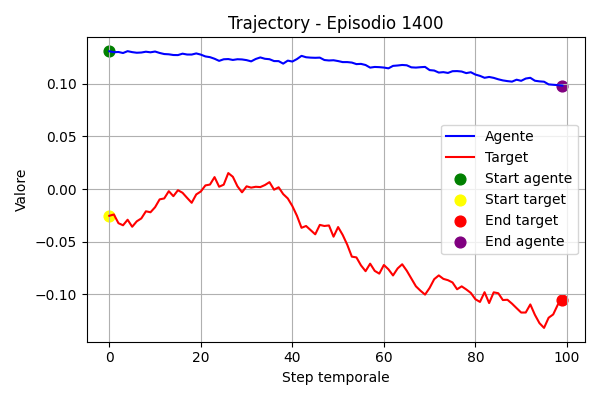 Trajectory - Episodio 1400
Valore
0.10
0.05
0.00
−0.05
−0.10
Agente
Target
Start agente
Start target
End target
End agente
0 20 40 60 80 100
Step temporale